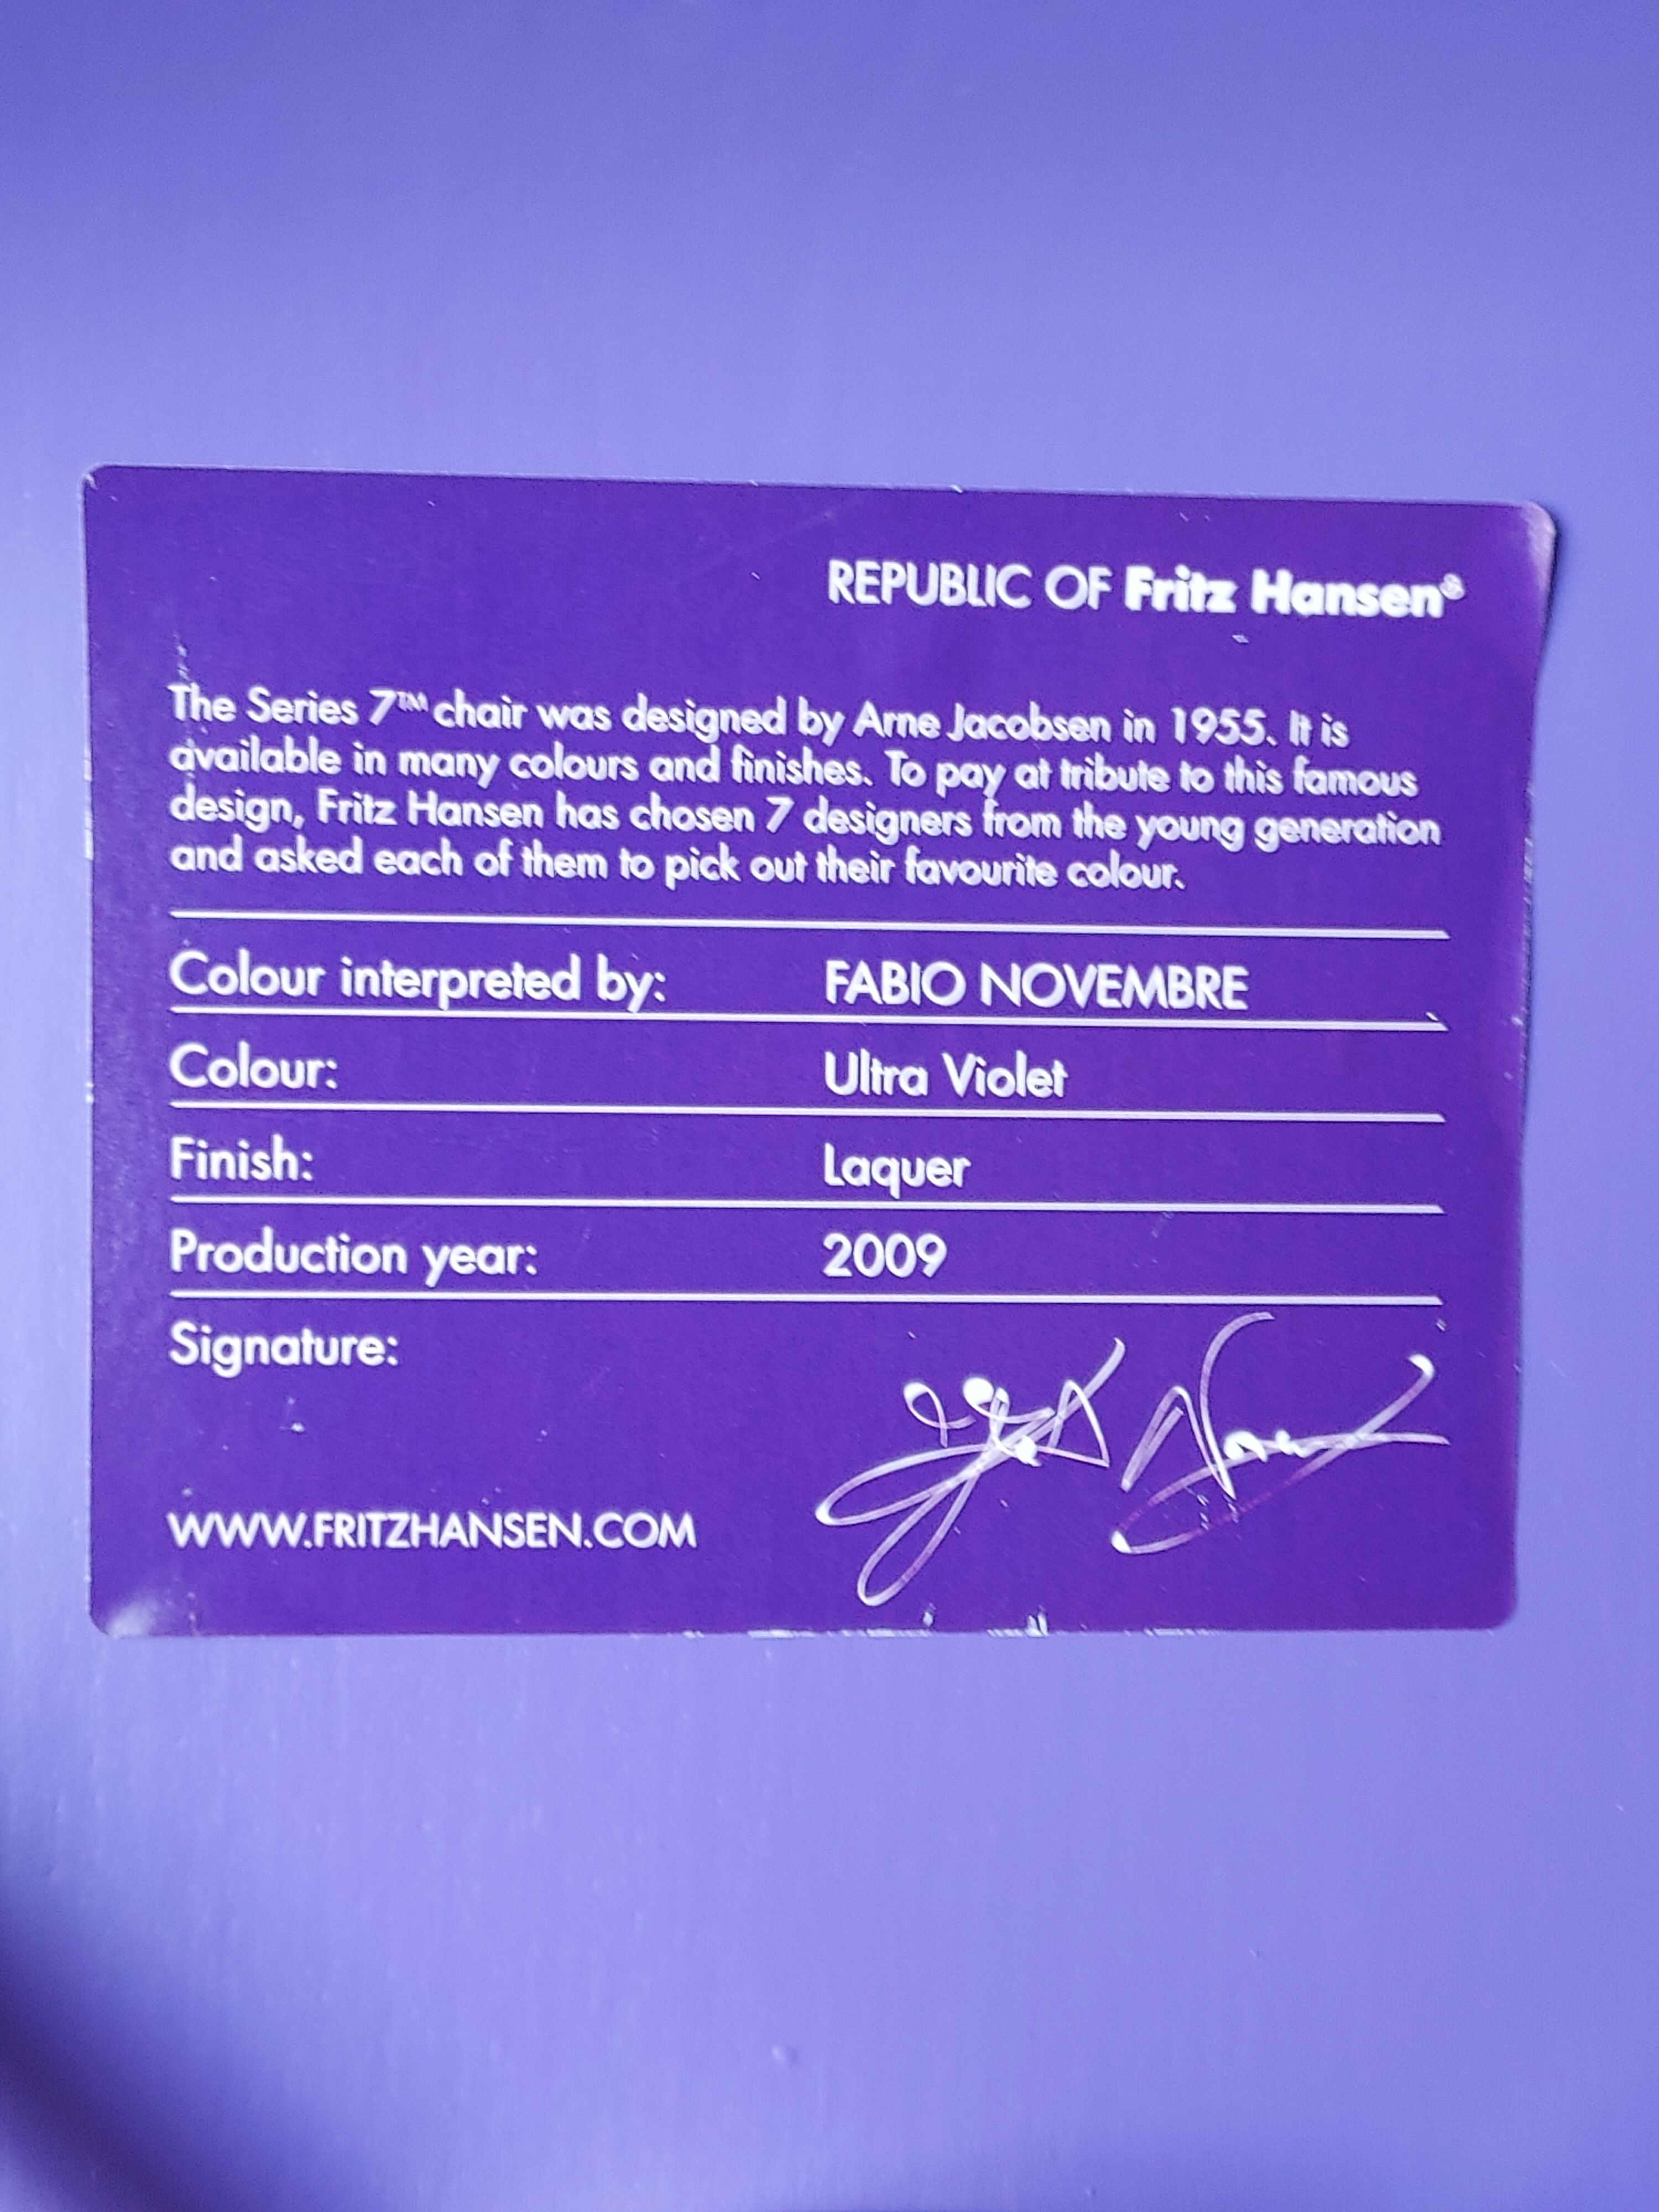 REPUBLIC OF Fritz Hansen®
The Series 7™ chair was designed by Arne Jacobsen in 1955. It is
available in many colours and finishes. To pay at tribute to this famous
design, Fritz Hansen has chosen 7 designers from the young generation
and asked each of them to pick out their favourite colour.
Colour interpreted by: FABIO NOVEMBRE
Colour: Ultra Violet
Finish: Laquer
Production year: 2009
Signature:
WWW.FRITZHANSEN.COM